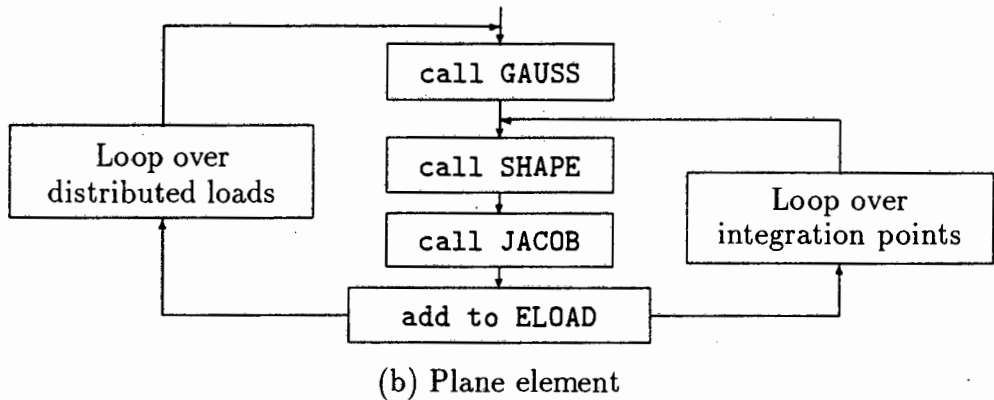 call GAUSS
Loop over
distributed loads
call SHAPE
call JACOB
Loop over
integration points
add to ELOAD
(b) Plane element